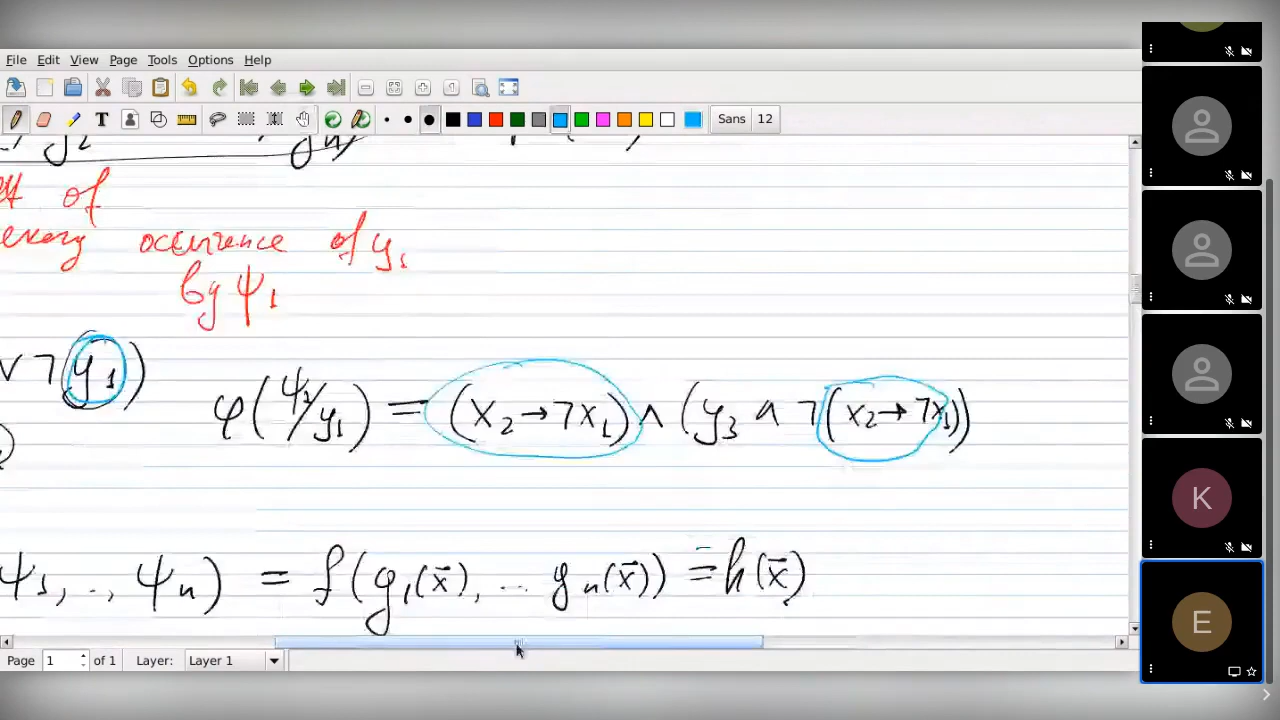 File Edit View Page Tools Options Help
Sans 12
of
every occurrence of y₁
by ψ₁
∨ ¬ y₁)
φ(ψ₁/y₁) = (x₂→¬x₁) ∧ (y₃ ∧ ¬(x₂→¬x₁))
ψ₁, .., ψₙ) = f(g₁(x̄), ... gₙ(x̄)) = h(x̄)
K
E
Page 1 of 1 Layer: Layer 1